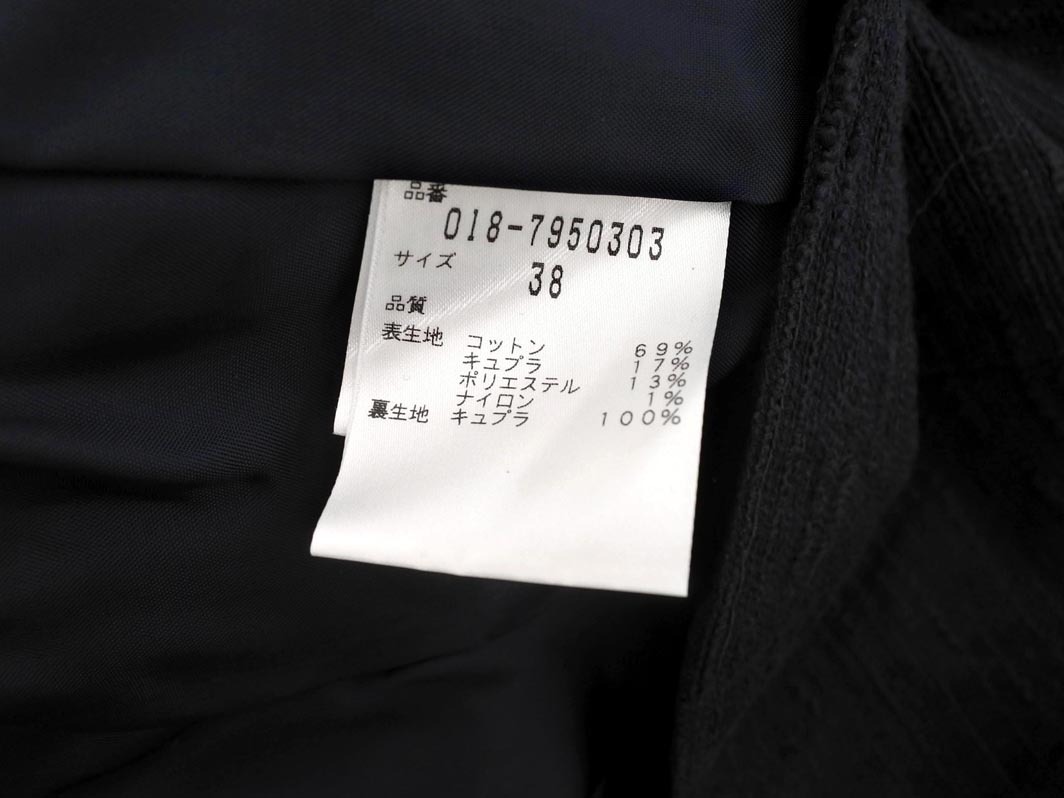 品番
018-7950303
サイズ 38
品質
表生地 コットン 69%
キュプラ 17%
ポリエステル 13%
ナイロン 1%
裏生地 キュプラ 100%